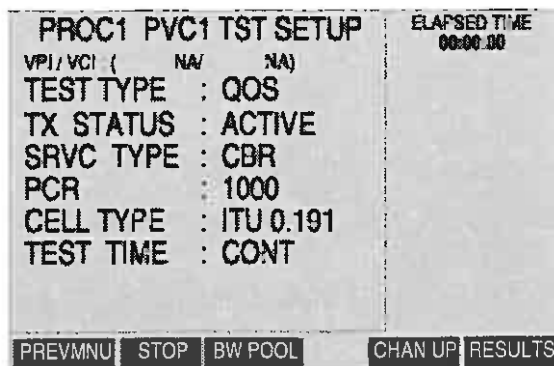 PROC1 PVC1 TST SETUP
ELAPSED TIME
00:00:00
VPI / VCI : ( NA/ NA)
TEST TYPE : QOS
TX STATUS : ACTIVE
SRVC TYPE : CBR
PCR : 1000
CELL TYPE : ITU 0.191
TEST TIME : CONT
PREVMNU STOP BW POOL CHAN UP RESULTS